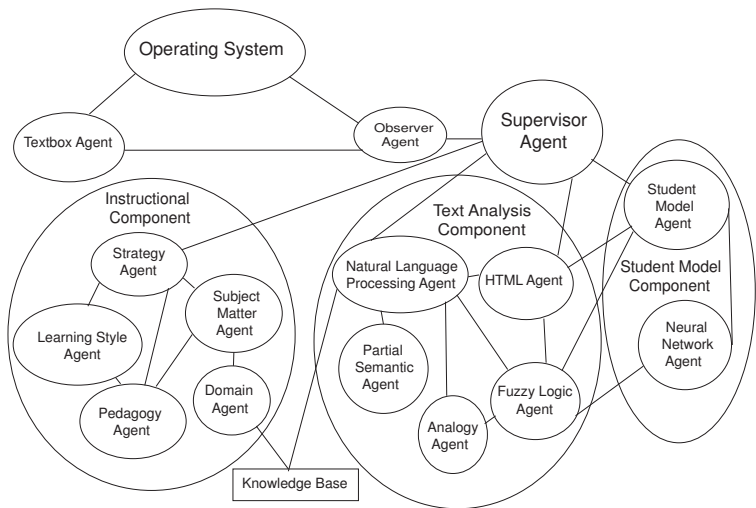 Operating System
Textbox Agent
Observer
Agent
Supervisor
Agent
Instructional
Component
Strategy
Agent
Subject
Matter
Agent
Learning Style
Agent
Pedagogy
Agent
Domain
Agent
Knowledge Base
Text Analysis
Component
Natural Language
Processing Agent
HTML Agent
Partial
Semantic
Agent
Analogy
Agent
Fuzzy Logic
Agent
Student
Model
Agent
Student Model
Component
Neural
Network
Agent